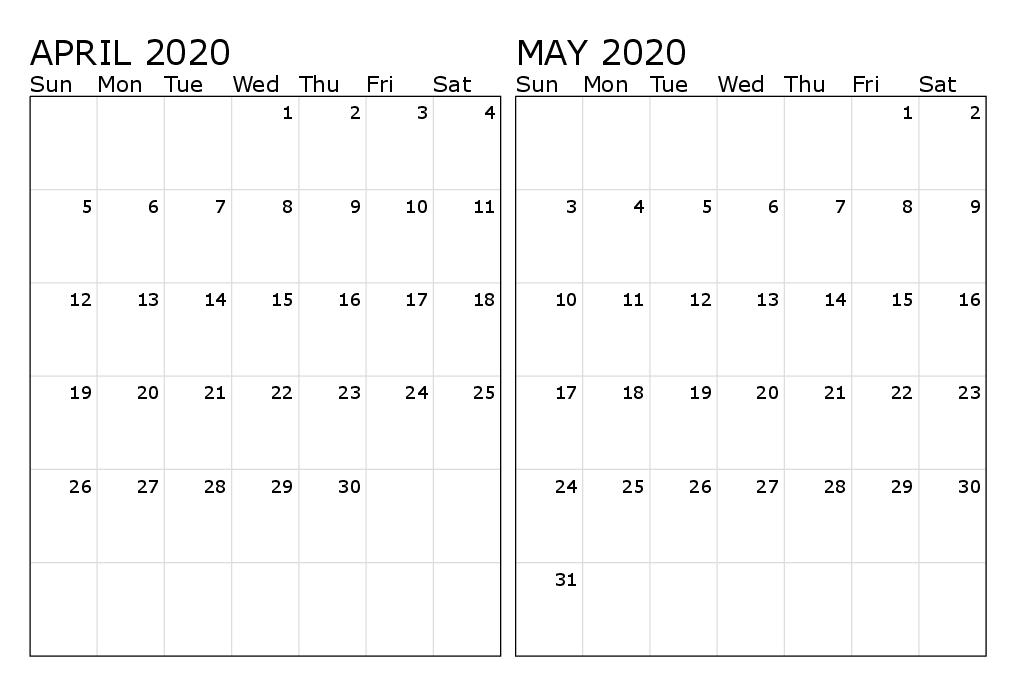 APRIL 2020
Sun Mon Tue Wed Thu Fri Sat
1 2 3 4
5 6 7 8 9 10 11
12 13 14 15 16 17 18
19 20 21 22 23 24 25
26 27 28 29 30
MAY 2020
Sun Mon Tue Wed Thu Fri Sat
1 2
3 4 5 6 7 8 9
10 11 12 13 14 15 16
17 18 19 20 21 22 23
24 25 26 27 28 29 30
31